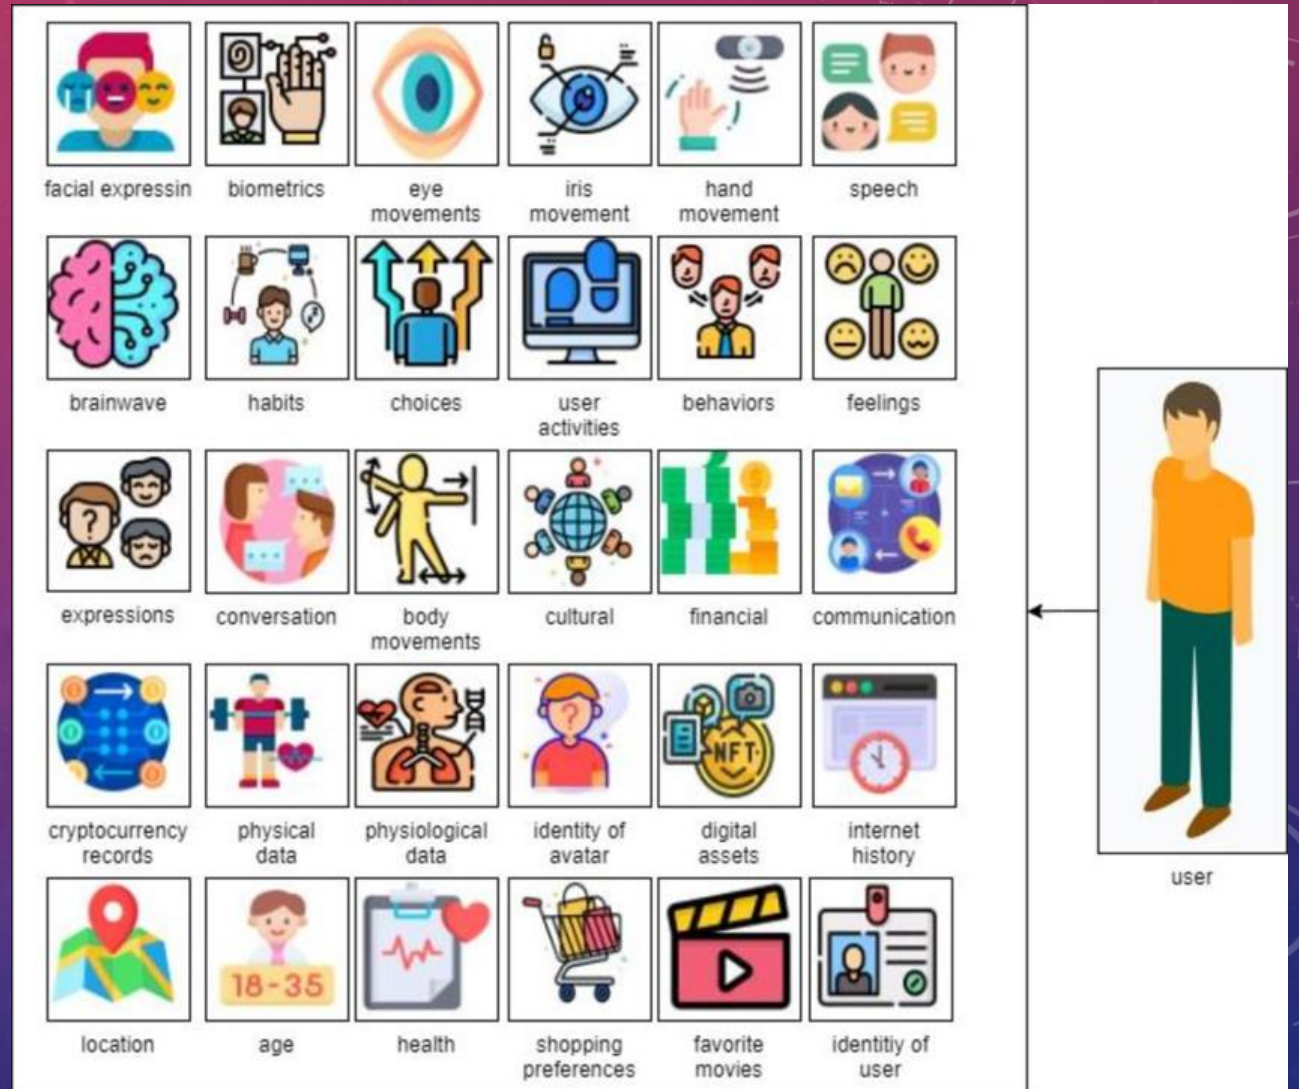 facial expressin
biometrics
eye
movements
iris
movement
hand
movement
speech
brainwave
habits
choices
user
activities
behaviors
feelings
?
expressions
conversation
body
movements
cultural
financial
communication
cryptocurrency
records
physical
data
physiological
data
?
identity of
avatar
NFT
digital
assets
internet
history
location
18-35
age
health
shopping
preferences
favorite
movies
identitiy of
user
user